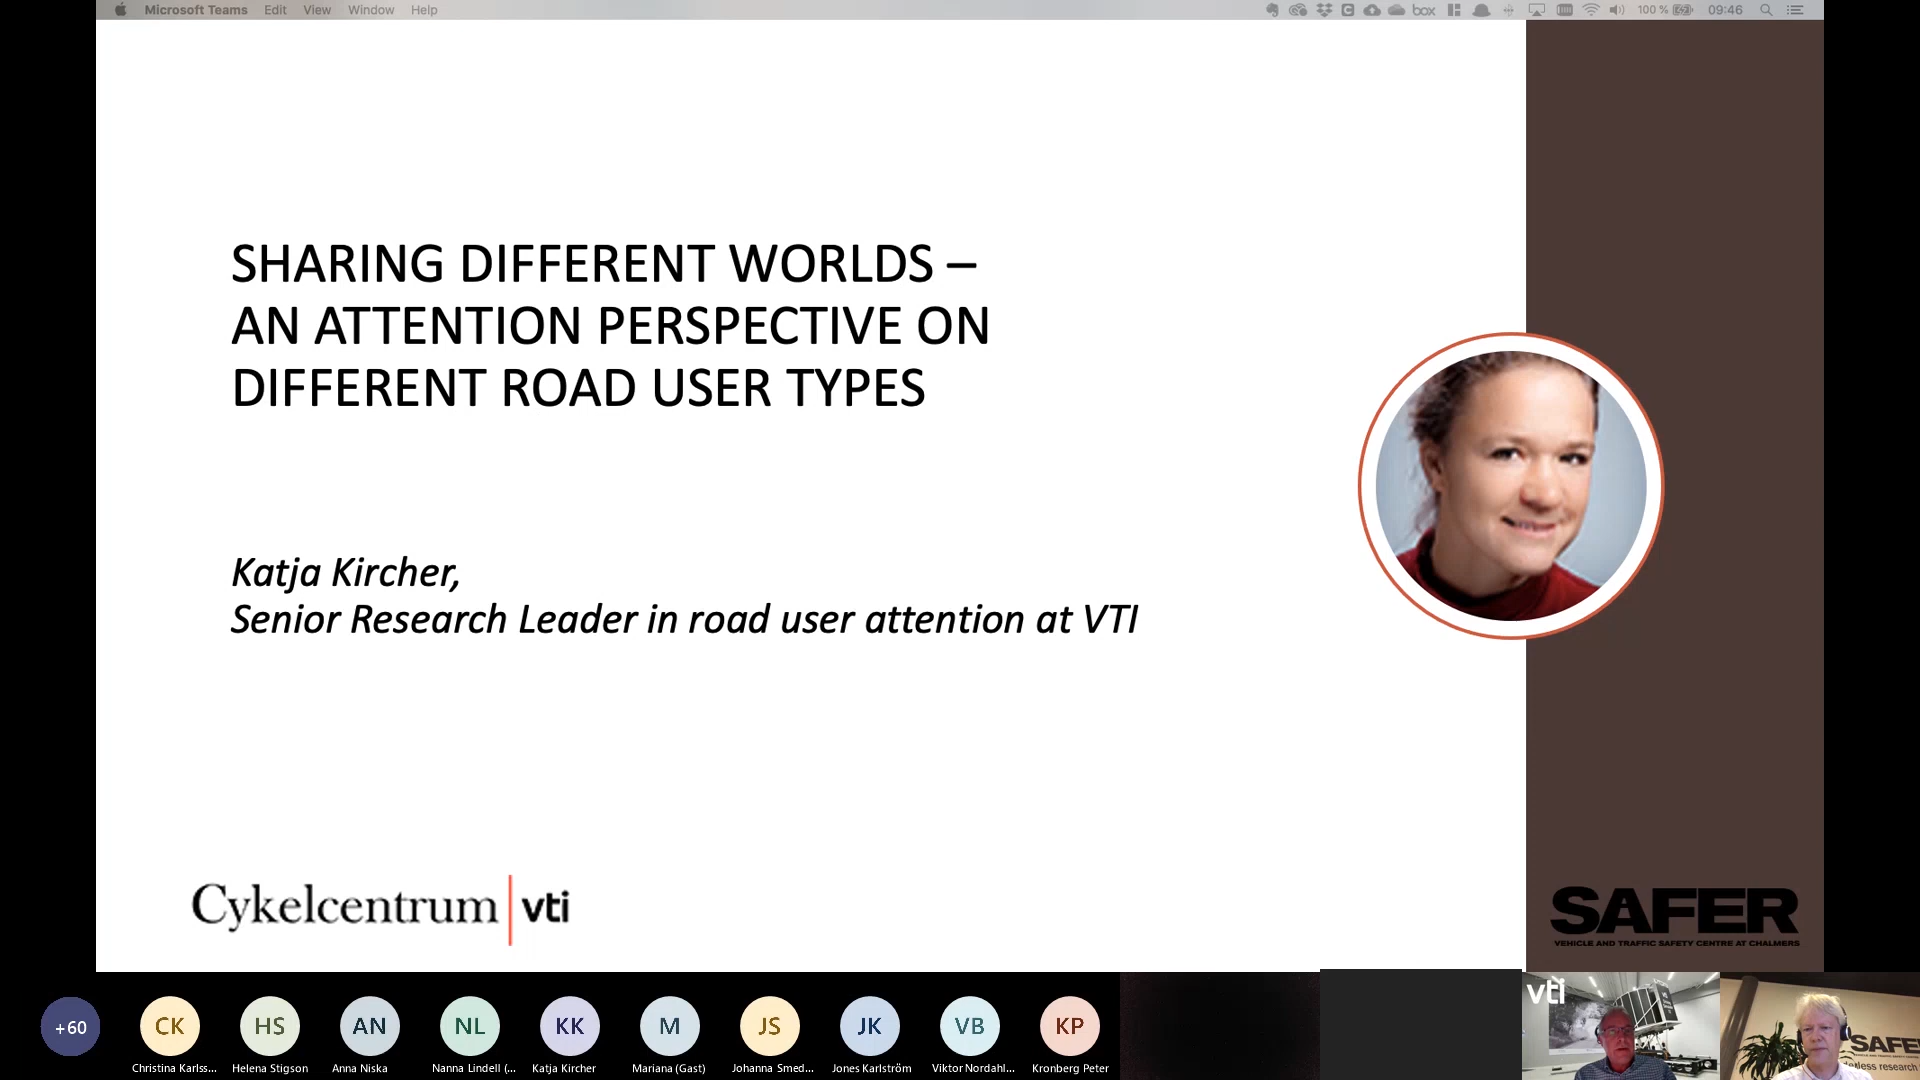 Microsoft Teams Edit View Window Help
box 100 % 09:46
SHARING DIFFERENT WORLDS –
AN ATTENTION PERSPECTIVE ON
DIFFERENT ROAD USER TYPES
Katja Kircher,
Senior Research Leader in road user attention at VTI
Cykelcentrum vti
SAFER
VEHICLE AND TRAFFIC SAFETY CENTRE AT CHALMERS
+60
CK
HS
AN
NL
KK
M
JS
JK
VB
KP
Christina Karlss...
Helena Stigson
Anna Niska
Nanna Lindell (...
Katja Kircher
Mariana (Gast)
Johanna Smed...
Jones Karlström
Viktor Nordahl...
Kronberg Peter
vti
SAFE
research